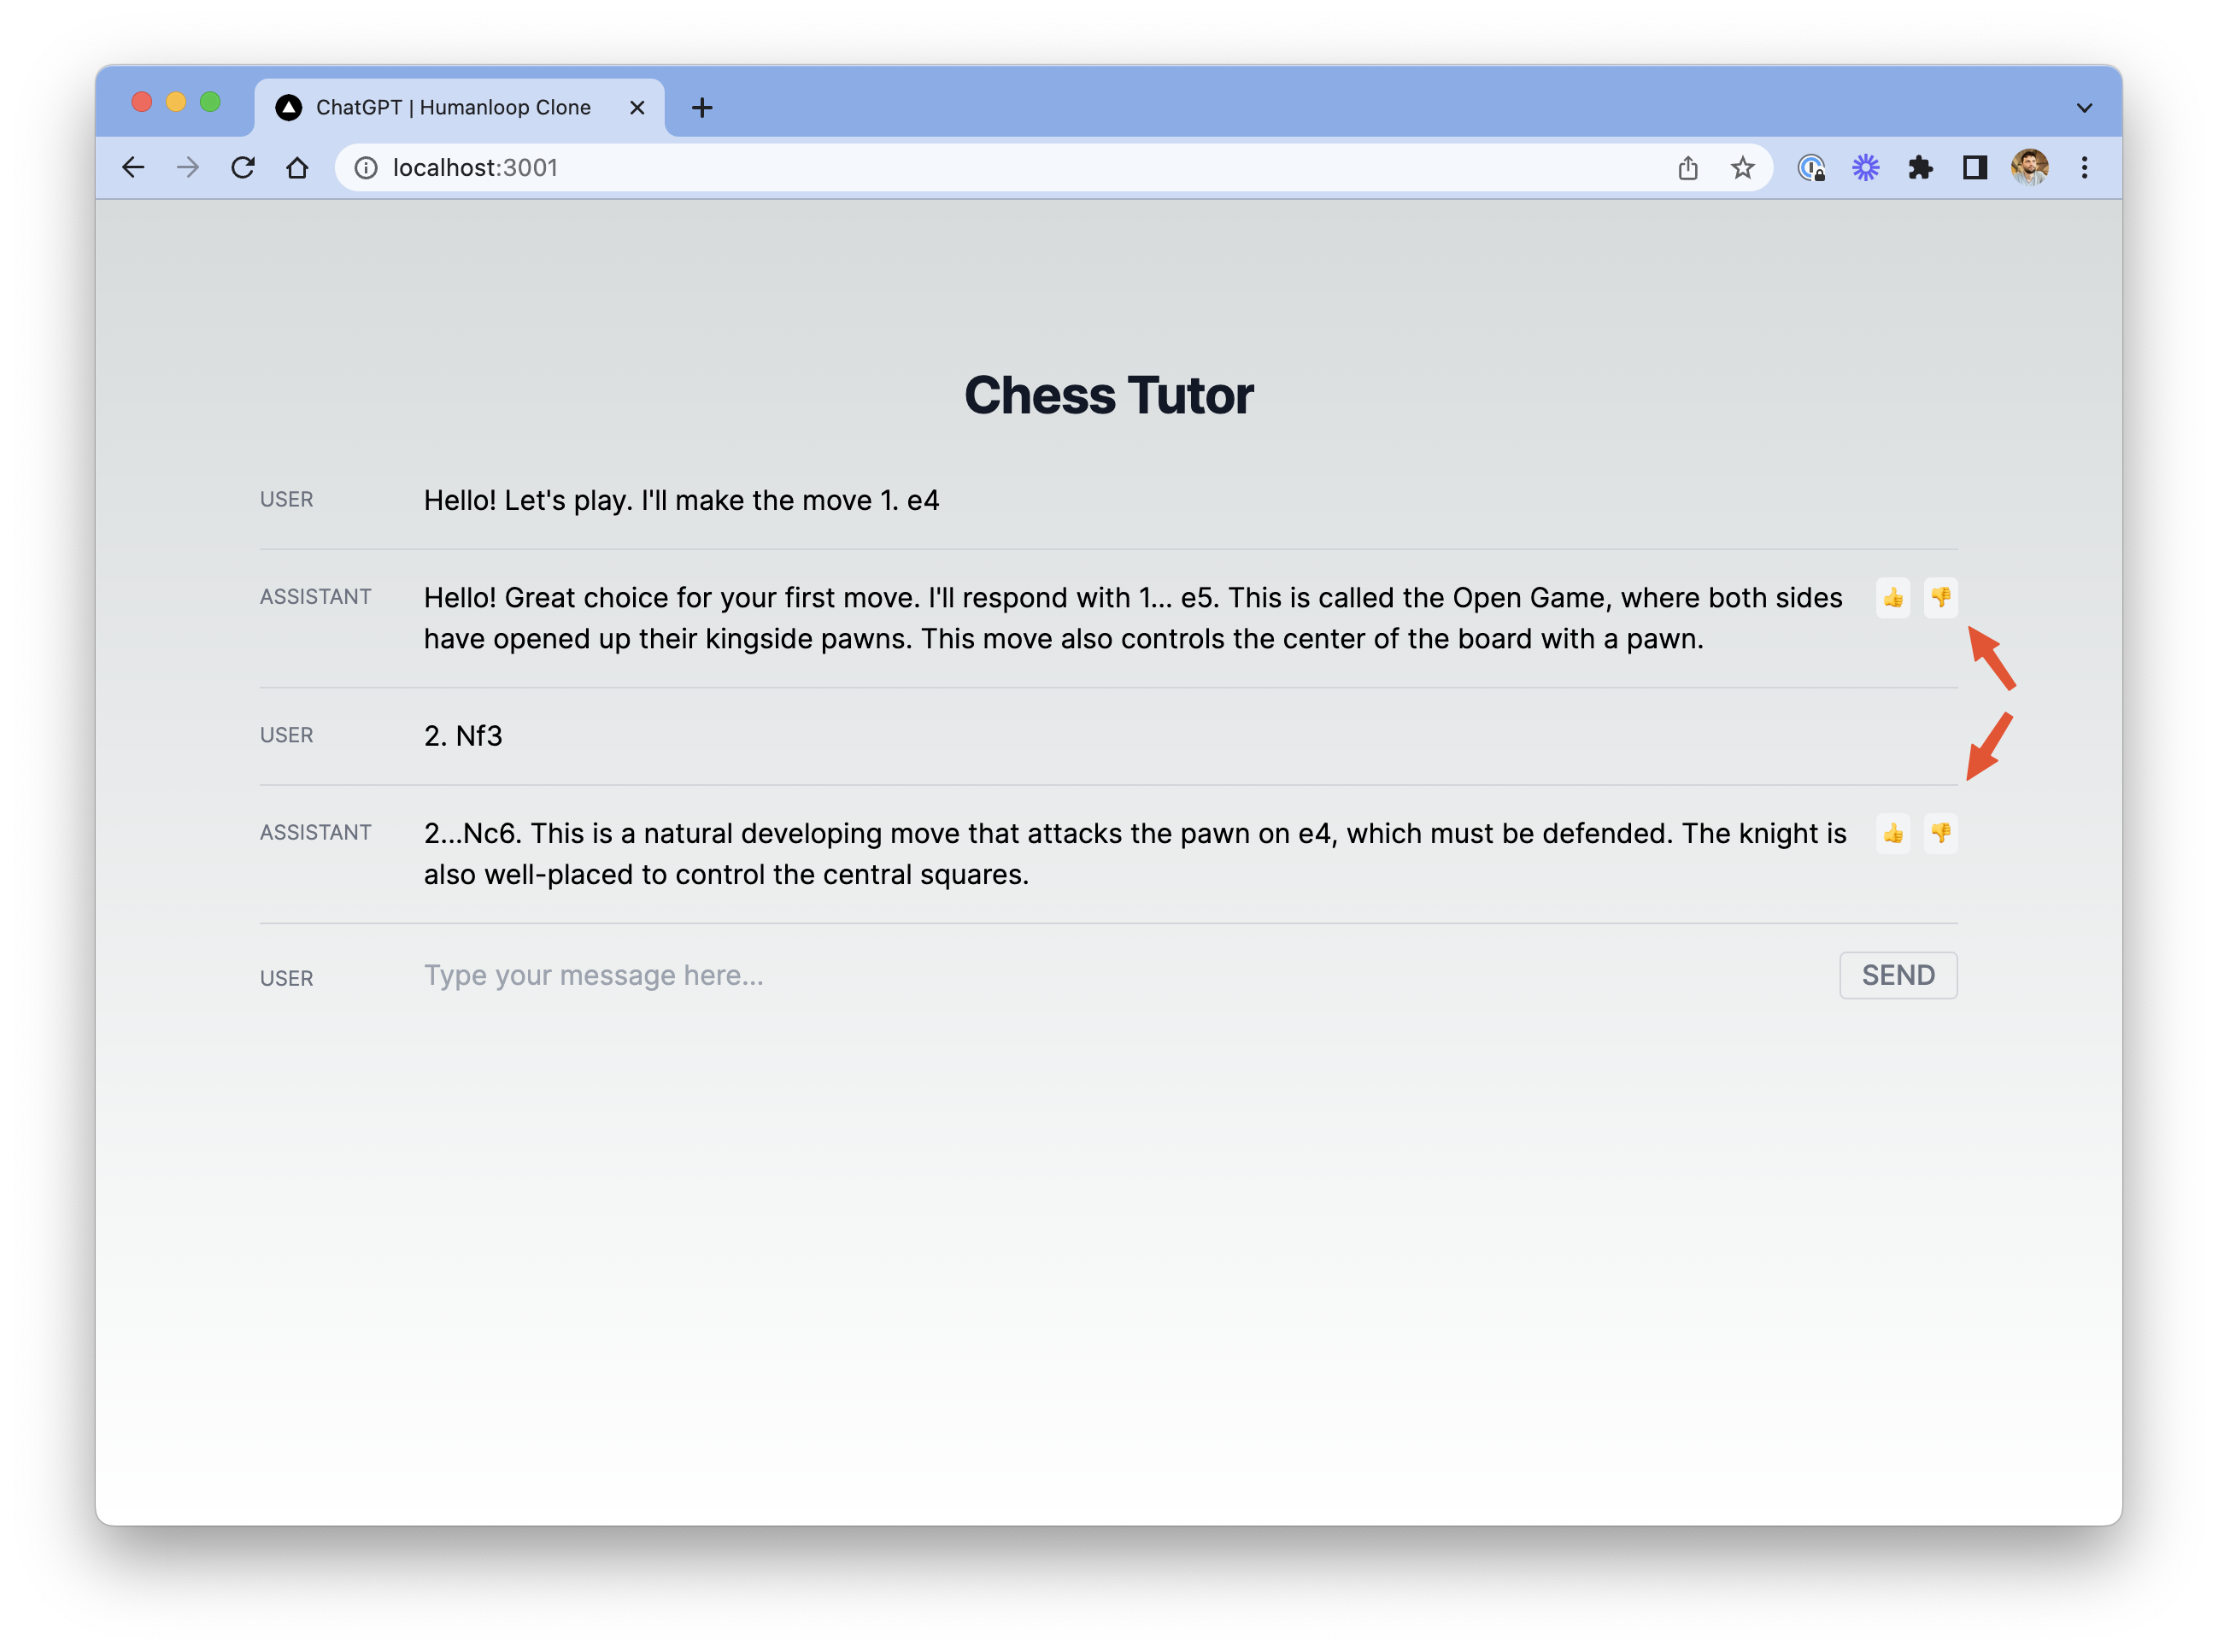 ChatGPT | Humanloop Clone
localhost:3001
Chess Tutor
USER
Hello! Let's play. I'll make the move 1. e4
ASSISTANT
Hello! Great choice for your first move. I'll respond with 1... e5. This is called the Open Game, where both sides
have opened up their kingside pawns. This move also controls the center of the board with a pawn.
USER
2. Nf3
ASSISTANT
2...Nc6. This is a natural developing move that attacks the pawn on e4, which must be defended. The knight is
also well-placed to control the central squares.
USER
Type your message here...
SEND